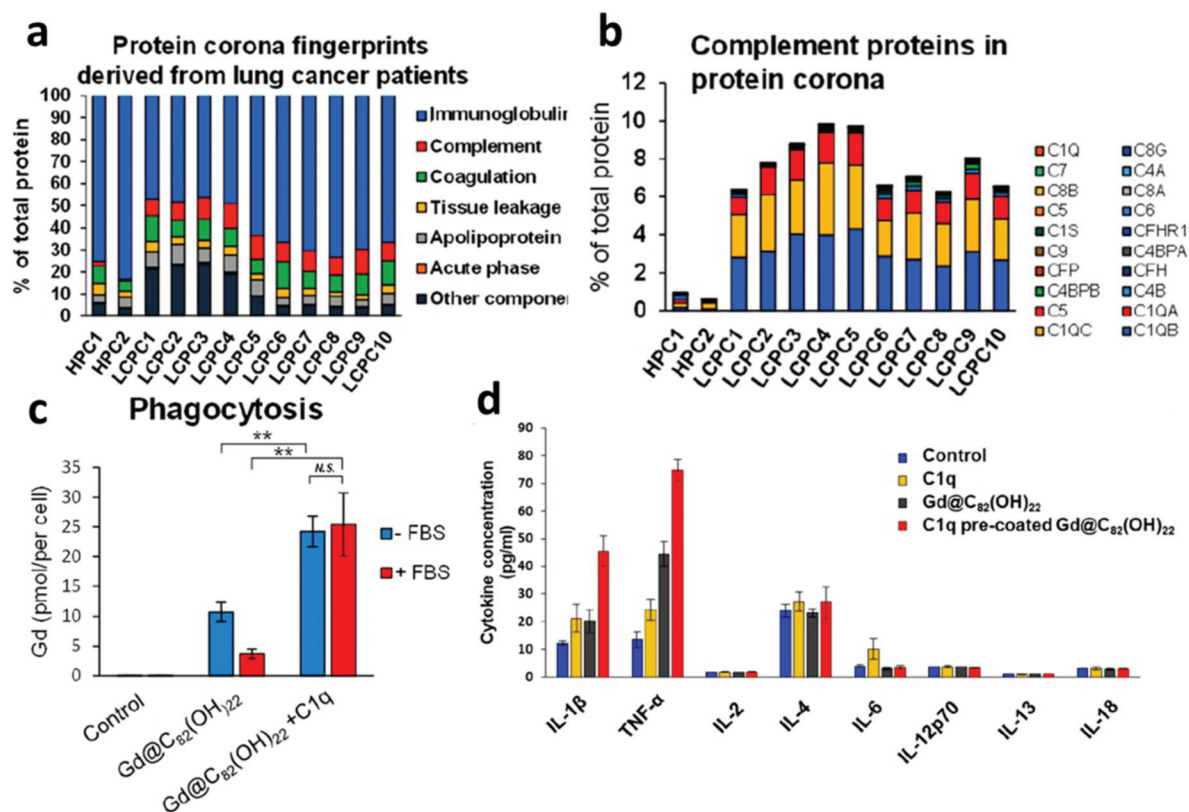 a
Protein corona fingerprints
derived from lung cancer patients
% of total protein
100
90
80
70
60
50
40
30
20
10
0
HPC1
HPC2
LCPC1
LCPC2
LCPC3
LCPC4
LCPC5
LCPC6
LCPC7
LCPC8
LCPC9
LCPC10
Immunoglobulin
Complement
Coagulation
Tissue leakage
Apolipoprotein
Acute phase
Other compone
b
Complement proteins in
protein corona
% of total protein
12
10
8
6
4
2
0
HPC1
HPC2
LCPC1
LCPC2
LCPC3
LCPC4
LCPC5
LCPC6
LCPC7
LCPC8
LCPC9
LCPC10
C1Q C8G
C7 C4A
C8B C8A
C5 C6
C1S CFHR1
C9 C4BPA
CFP CFH
C4BPB C4B
C5 C1QA
C1QC C1QB
c
Phagocytosis
Gd (pmol/per cell)
35
30
25
20
15
10
5
0
**
**
N.S.
- FBS
+ FBS
Control
Gd@C82(OH)22
Gd@C82(OH)22 +C1q
d
Cytokine concentration
(pg/ml)
90
80
70
60
50
40
30
20
10
0
Control
C1q
Gd@C82(OH)22
C1q pre-coated Gd@C82(OH)22
IL-1β
TNF-α
IL-2
IL-4
IL-6
IL-12p70
IL-13
IL-18